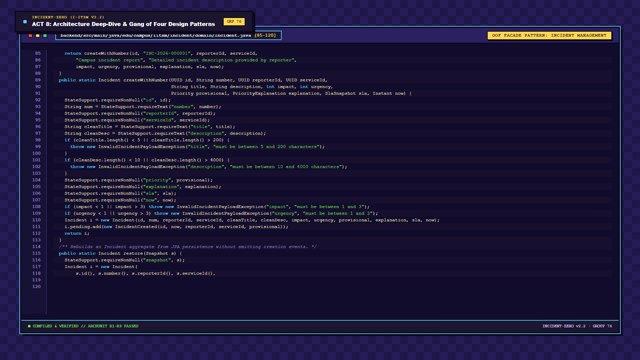 INCIDENT-ZERO (3-ITEM V2.2)
ACT 8: Architecture Deep-Dive & Gang of Four Design Patterns
GRP 76
backend/src/main/java/edu/campus/itsm/incident/domain/Incident.java [85-120]
GOF FACADE PATTERN: INCIDENT MANAGEMENT
85 return createWithNumber(id, "INC-2026-000001", reporterId, serviceId,
86 "Campus incident report", "Detailed incident description provided by reporter",
87 impact, urgency, provisional, explanation, sla, now);
88 }
89 public static Incident createWithNumber(UUID id, String number, UUID reporterId, UUID serviceId,
90 String title, String description, int impact, int urgency,
91 Priority provisional, PriorityExplanation explanation, SlaSnapshot sla, Instant now) {
92 StateSupport.requireNonNull("id", id);
93 String num = StateSupport.requireText("number", number);
94 StateSupport.requireNonNull("reporterId", reporterId);
95 StateSupport.requireNonNull("serviceId", serviceId);
96 String cleanTitle = StateSupport.requireText("title", title);
97 String cleanDesc = StateSupport.requireText("description", description);
98 if (cleanTitle.length() < 5 || cleanTitle.length() > 200) {
99 throw new InvalidIncidentPayloadException("title", "must be between 5 and 200 characters");
100 }
101 if (cleanDesc.length() < 10 || cleanDesc.length() > 4000) {
102 throw new InvalidIncidentPayloadException("description", "must be between 10 and 4000 characters");
103 }
104 StateSupport.requireNonNull("priority", provisional);
105 StateSupport.requireNonNull("explanation", explanation);
106 StateSupport.requireNonNull("sla", sla);
107 StateSupport.requireNonNull("now", now);
108 if (impact < 1 || impact > 3) throw new InvalidIncidentPayloadException("impact", "must be between 1 and 3");
109 if (urgency < 1 || urgency > 3) throw new InvalidIncidentPayloadException("urgency", "must be between 1 and 3");
110 Incident i = new Incident(id, num, reporterId, serviceId, cleanTitle, cleanDesc, impact, urgency, provisional, explanation, sla, now);
111 i.pending.add(new IncidentCreated(id, now, reporterId, serviceId, provisional));
112 return i;
113 }
114 /** Rebuilds an Incident aggregate from JPA persistence without emitting creation events. */
115 public static Incident restore(Snapshot s) {
116 StateSupport.requireNonNull("snapshot", s);
117 Incident i = new Incident(
118 s.id(), s.number(), s.reporterId(), s.serviceId(),
119
120
COMPILED & VERIFIED // ARCHUNIT R1-R9 PASSED
INCIDENT-ZERO v2.2 · GROUP 76